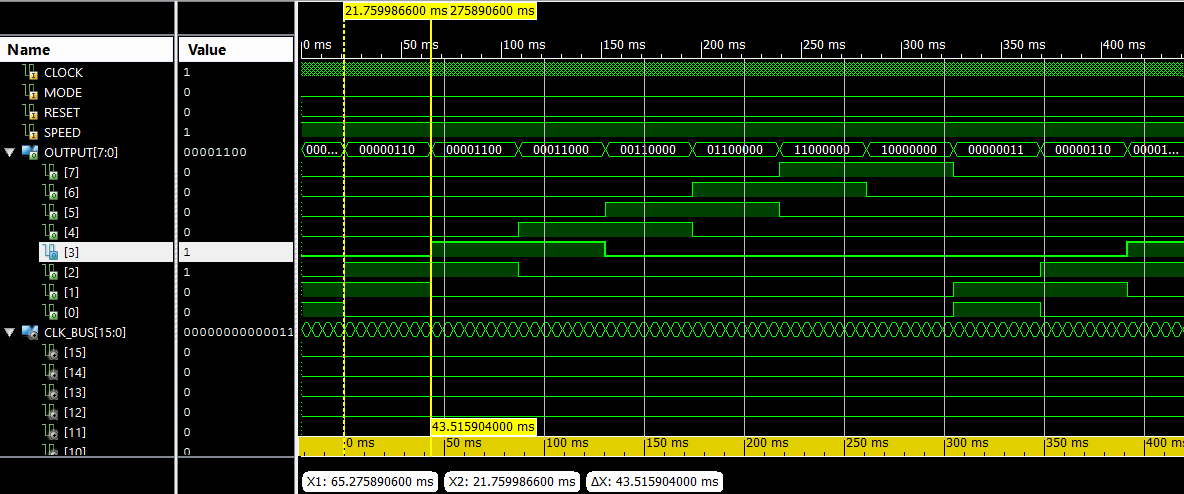 21.759986600 ms 275890600 ms
Name Value 0 ms 50 ms 100 ms 150 ms 200 ms 250 ms 300 ms 350 ms 400 ms
CLOCK 1
MODE 0
RESET 0
SPEED 1
OUTPUT[7:0] 00001100 000... 00000110 00001100 00011000 00110000 01100000 11000000 10000000 00000011 00000110 00001...
[7] 0
[6] 0
[5] 0
[4] 0
[3] 1
[2] 1
[1] 0
[0] 0
CLK_BUS[15:0] 00000000000011
[15] 0
[14] 0
[13] 0
[12] 0
[11] 0
43.515904000 ms
[10] 0
0 ms 50 ms 100 ms 150 ms 200 ms 250 ms 300 ms 350 ms 400 ms
X1: 65.275890600 ms X2: 21.759986600 ms ΔX: 43.515904000 ms